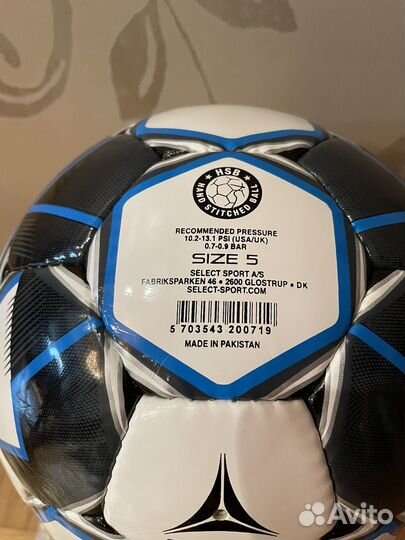 HSB
HAND STITCHED BALL
RECOMMENDED PRESSURE
10.2-13.1 PSI (USA/UK)
0.7-0.9 BAR
SIZE 5
SELECT SPORT A/S
FABRIKSPARKEN 46 • 2600 GLOSTRUP • DK
SELECT-SPORT.COM
5 703543 200719
MADE IN PAKISTAN
Avito